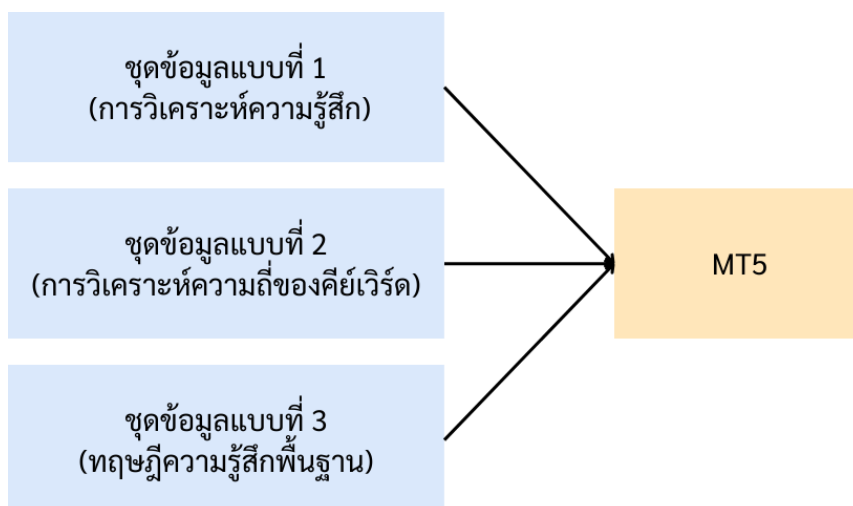 ชุดข้อมูลแบบที่ 1
(การวิเคราะห์ความรู้สึก)
ชุดข้อมูลแบบที่ 2
(การวิเคราะห์ความถี่ของคีย์เวิร์ด)
ชุดข้อมูลแบบที่ 3
(ทฤษฎีความรู้สึกพื้นฐาน)
MT5